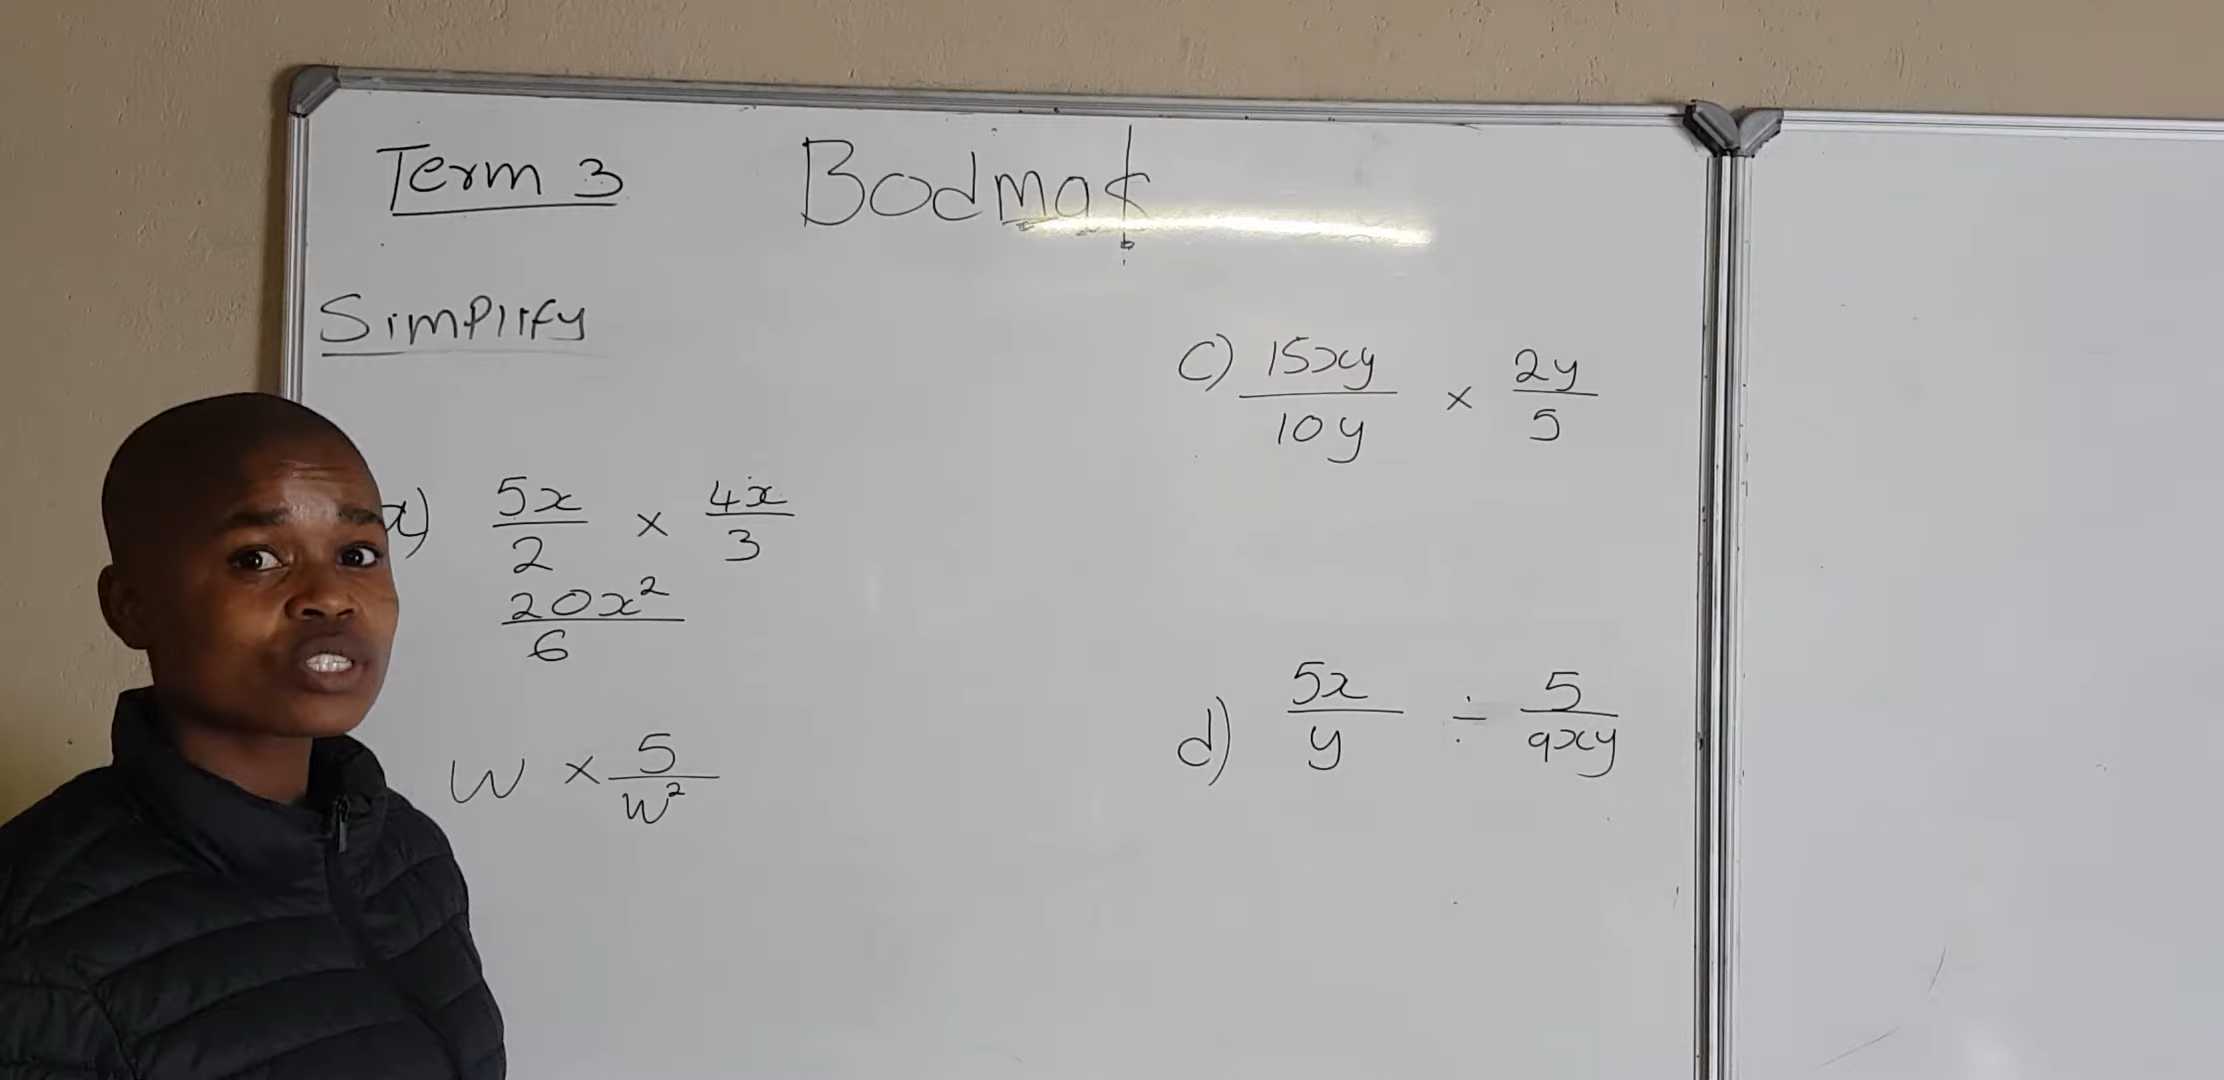 Term 3
Bodmas
Simplify
a) 5x/2 × 4x/3
20x²/6
w × 5/w²
c) 15xy/10y × 2y/5
d) 5x/y ÷ 5/9xy